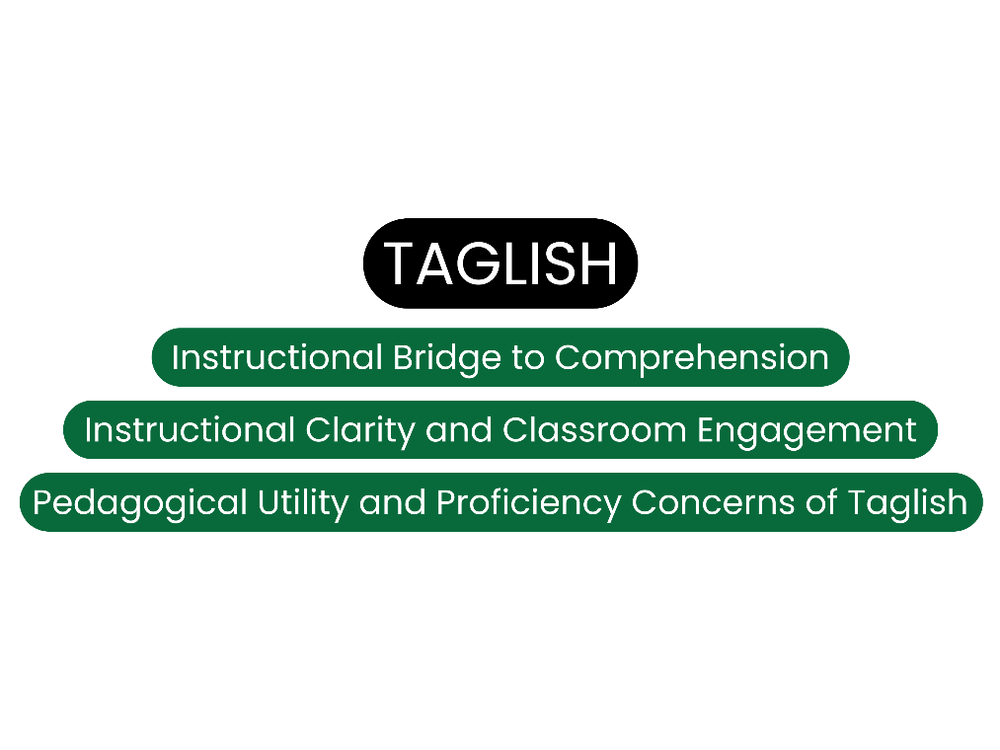 TAGLISH
Instructional Bridge to Comprehension
Instructional Clarity and Classroom Engagement
Pedagogical Utility and Proficiency Concerns of Taglish